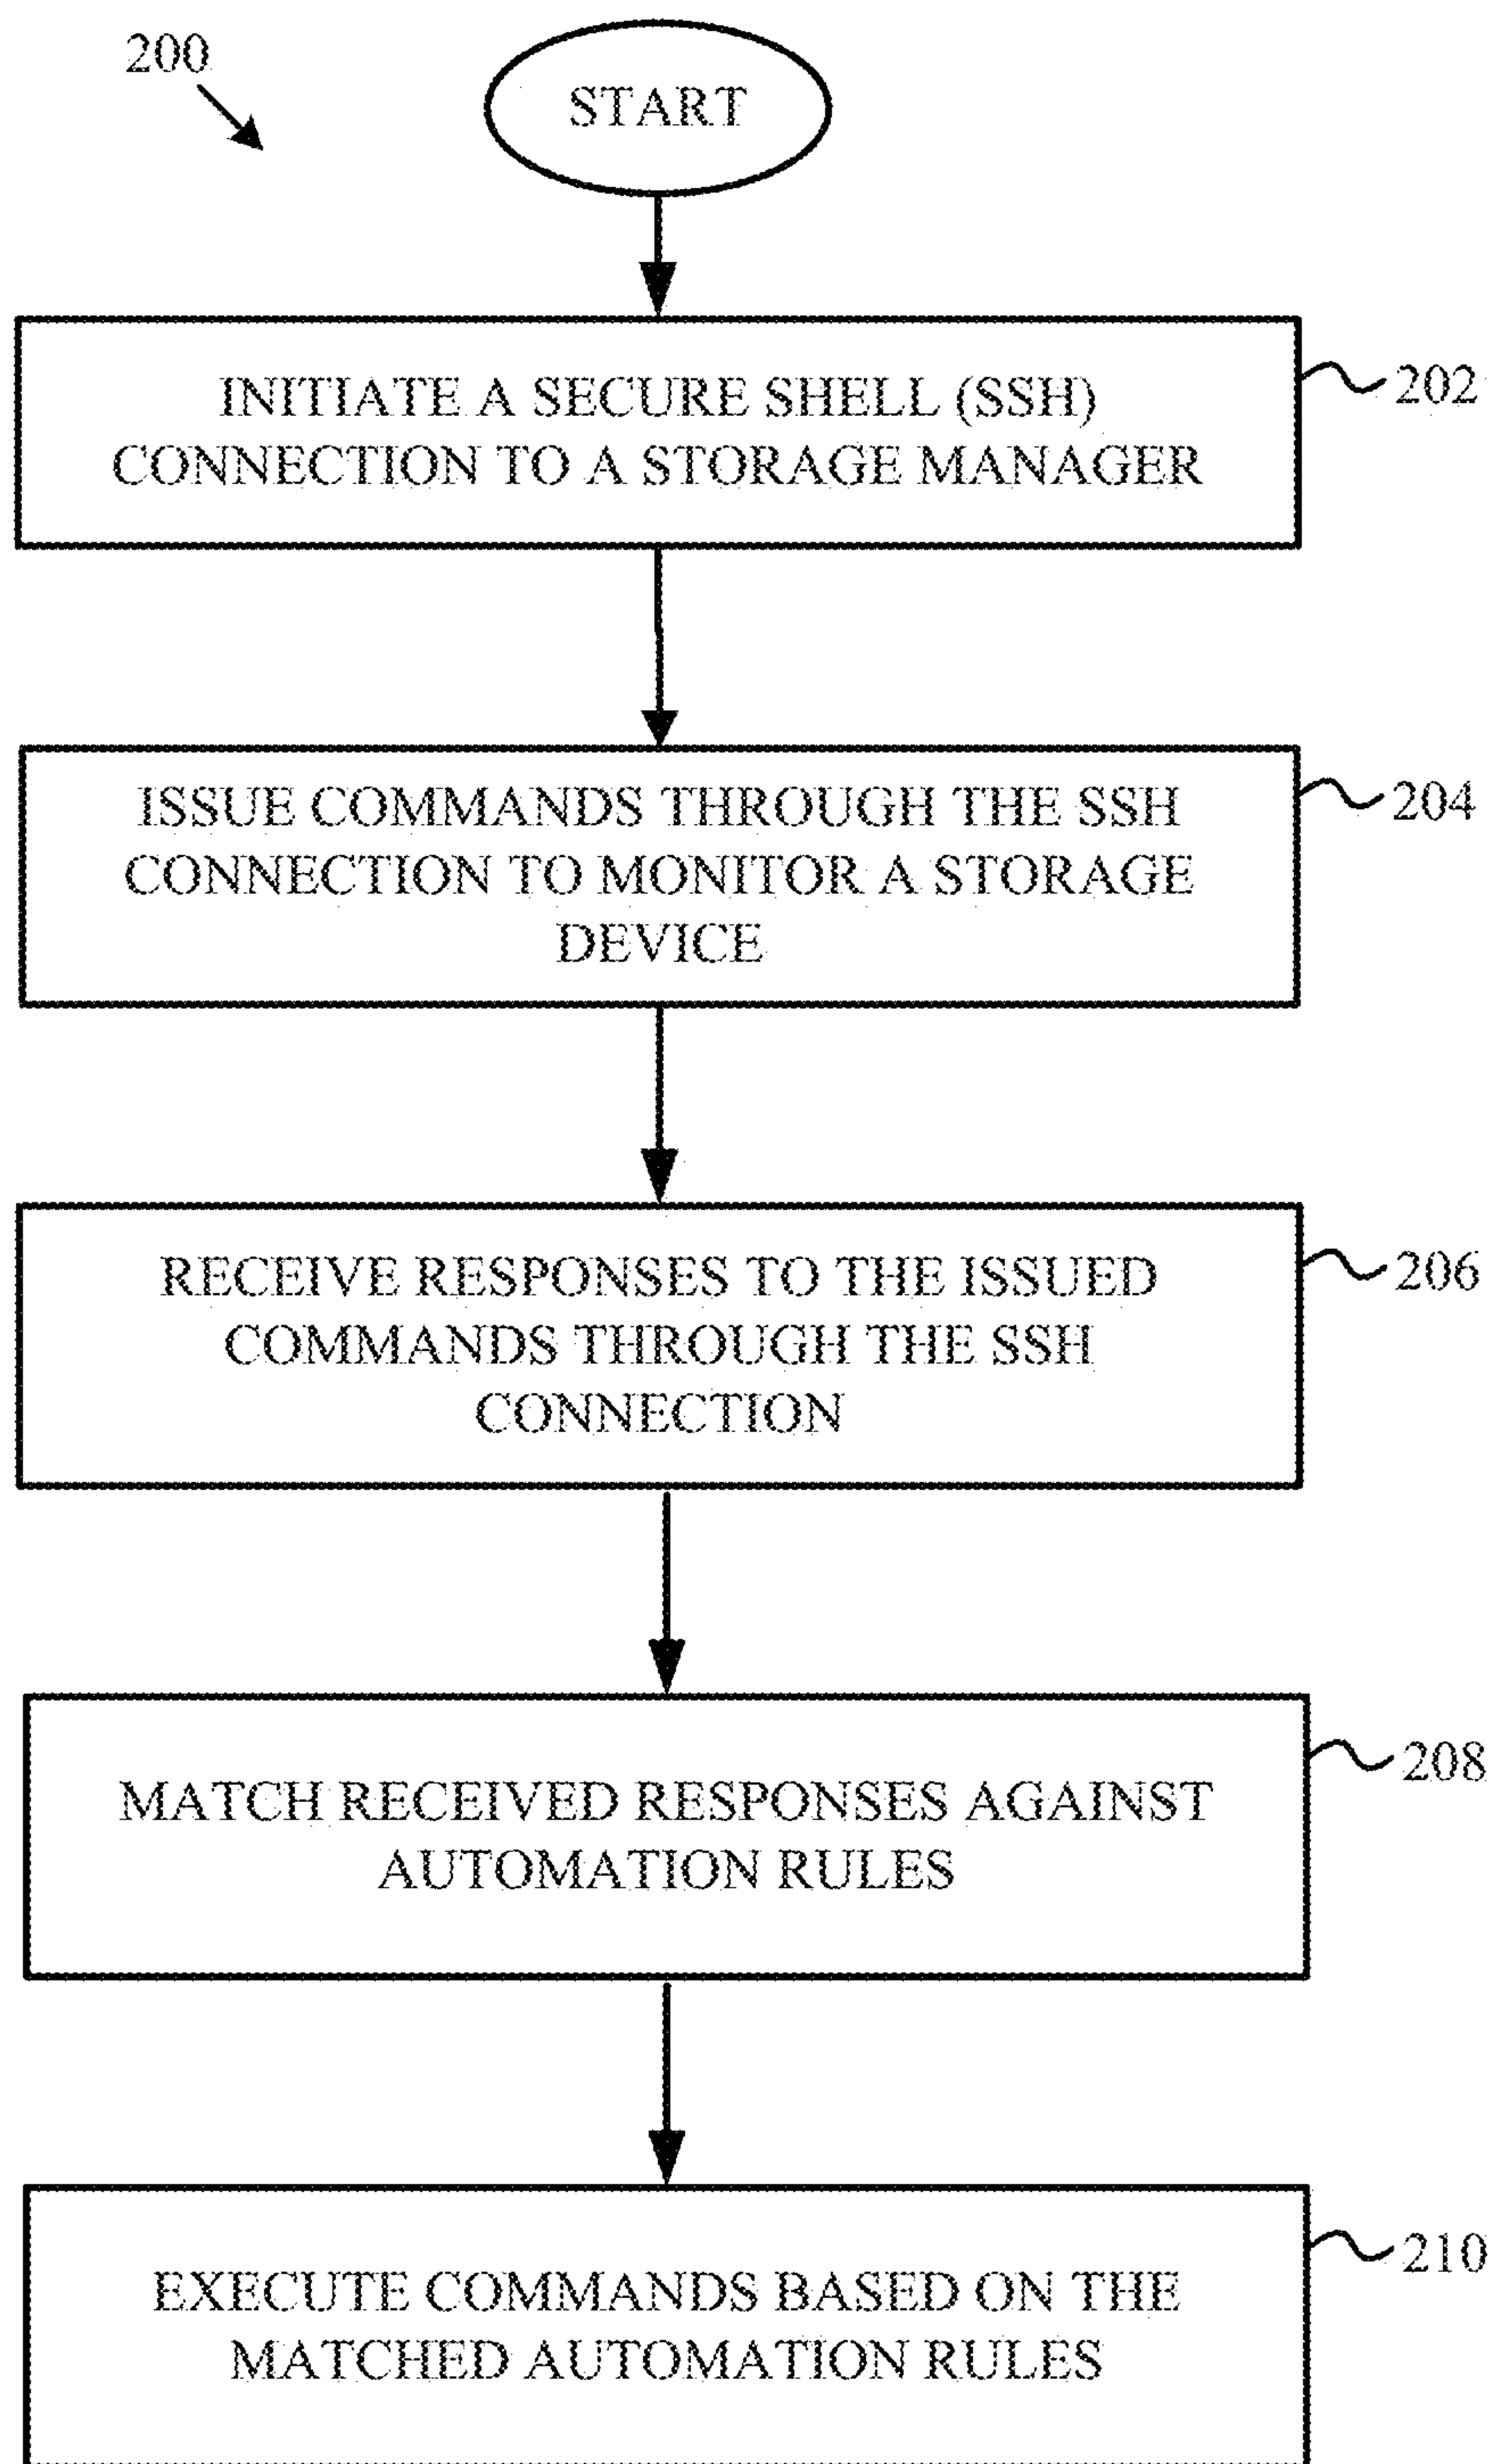 200
START
INITIATE A SECURE SHELL (SSH)
CONNECTION TO A STORAGE MANAGER
202
ISSUE COMMANDS THROUGH THE SSH
CONNECTION TO MONITOR A STORAGE
DEVICE
204
RECEIVE RESPONSES TO THE ISSUED
COMMANDS THROUGH THE SSH
CONNECTION
206
MATCH RECEIVED RESPONSES AGAINST
AUTOMATION RULES
208
EXECUTE COMMANDS BASED ON THE
MATCHED AUTOMATION RULES
210